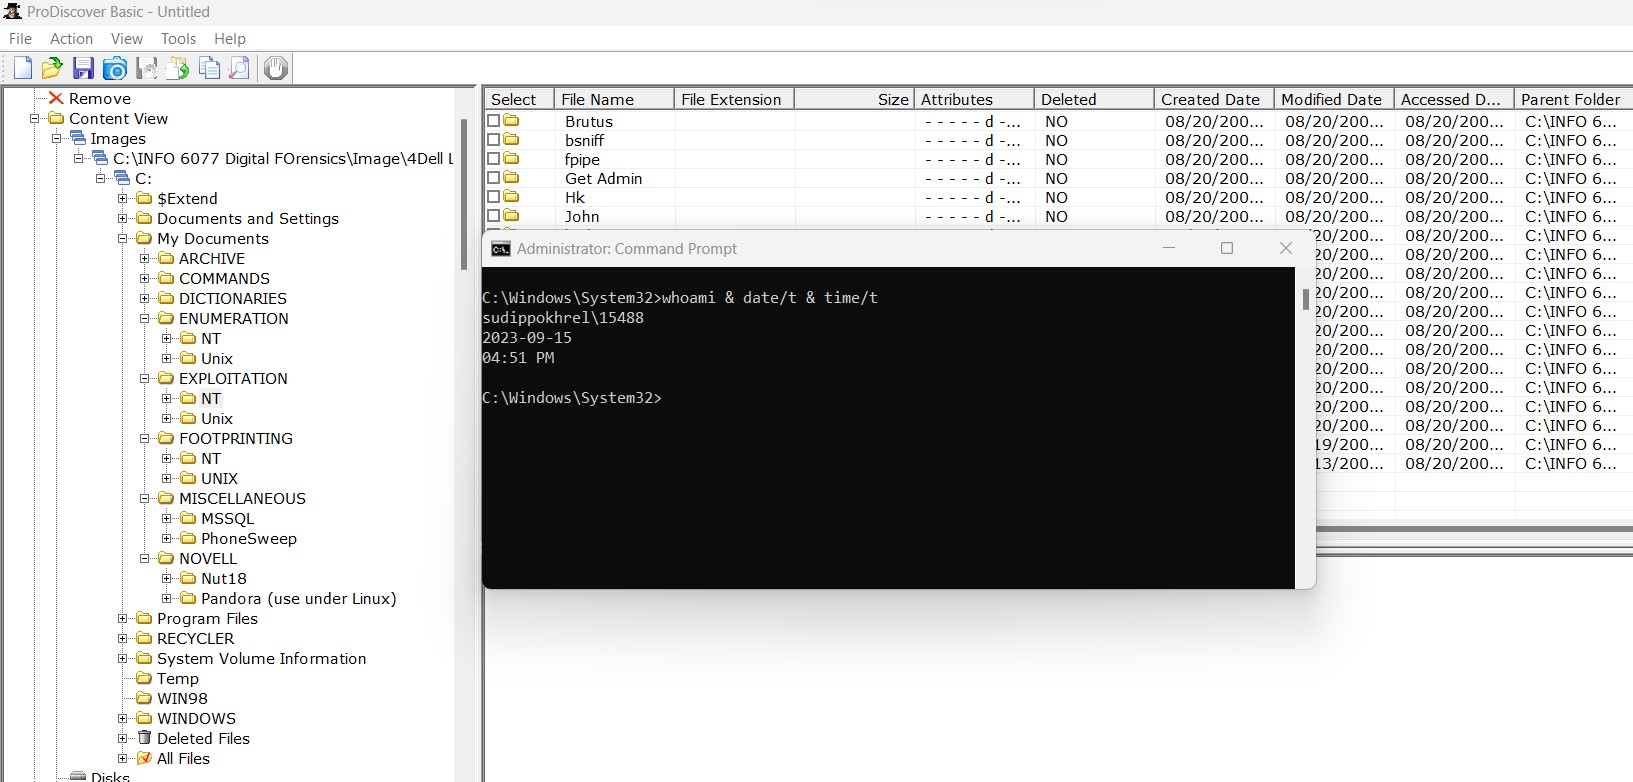 ProDiscover Basic - Untitled
File Action View Tools Help
Remove
Content View
Images
C:\INFO 6077 Digital FOrensics\Image\4Dell L
C:
$Extend
Documents and Settings
My Documents
ARCHIVE
COMMANDS
DICTIONARIES
ENUMERATION
NT
Unix
EXPLOITATION
NT
Unix
FOOTPRINTING
NT
UNIX
MISCELLANEOUS
MSSQL
PhoneSweep
NOVELL
Nut18
Pandora (use under Linux)
Program Files
RECYCLER
System Volume Information
Temp
WIN98
WINDOWS
Deleted Files
All Files
Disks
Select File Name File Extension Size Attributes Deleted Created Date Modified Date Accessed D... Parent Folder
Brutus - - - - - d -... NO 08/20/200... 08/20/200... 08/20/200... C:\INFO 6...
bsniff - - - - - d -... NO 08/20/200... 08/20/200... 08/20/200... C:\INFO 6...
fpipe - - - - - d -... NO 08/20/200... 08/20/200... 08/20/200... C:\INFO 6...
Get Admin - - - - - d -... NO 08/20/200... 08/20/200... 08/20/200... C:\INFO 6...
Hk - - - - - d -... NO 08/20/200... 08/20/200... 08/20/200... C:\INFO 6...
John - - - - - d -... NO 08/20/200... 08/20/200... 08/20/200... C:\INFO 6...
20/200... 08/20/200... C:\INFO 6...
20/200... 08/20/200... C:\INFO 6...
20/200... 08/20/200... C:\INFO 6...
20/200... 08/20/200... C:\INFO 6...
20/200... 08/20/200... C:\INFO 6...
20/200... 08/20/200... C:\INFO 6...
20/200... 08/20/200... C:\INFO 6...
20/200... 08/20/200... C:\INFO 6...
20/200... 08/20/200... C:\INFO 6...
20/200... 08/20/200... C:\INFO 6...
20/200... 08/20/200... C:\INFO 6...
19/200... 08/20/200... C:\INFO 6...
13/200... 08/20/200... C:\INFO 6...
Administrator: Command Prompt
C:\Windows\System32>whoami & date/t & time/t
sudippokhrel\15488
2023-09-15
04:51 PM
C:\Windows\System32>